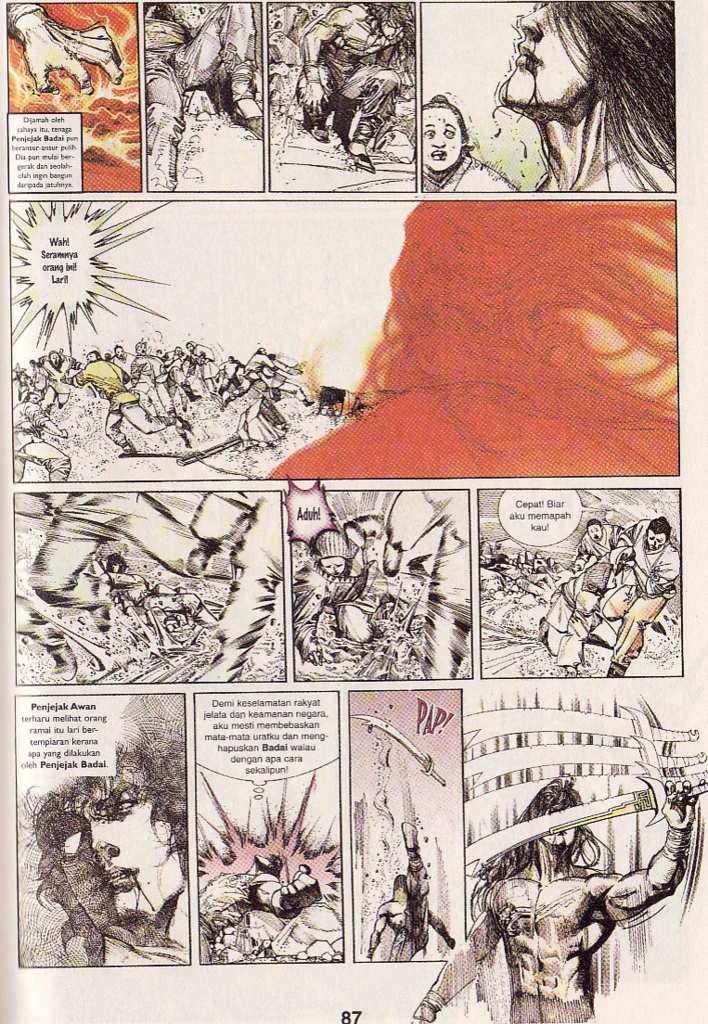 Dijamah oleh
cahaya itu, tenaga
Penjejak Badai pun
beransur-ansur pulih.
Dia pun mulai ber-
gerak dan seolah-
olah ingin bangun
daripada jatuhnya.
Wah!
Seramnya
orang ini!
Lari!
Aduh!
Cepat! Biar
aku memapah
kau!
Penjejak Awan
terharu melihat orang
ramai itu lari ber-
tempiaran kerana
apa yang dilakukan
oleh Penjejak Badai.
Demi keselamatan rakyat
jelata dan keamanan negara,
aku mesti membebaskan
mata-mata uratku dan meng-
hapuskan Badai walau
dengan apa cara
sekalipun!
PAP!
87